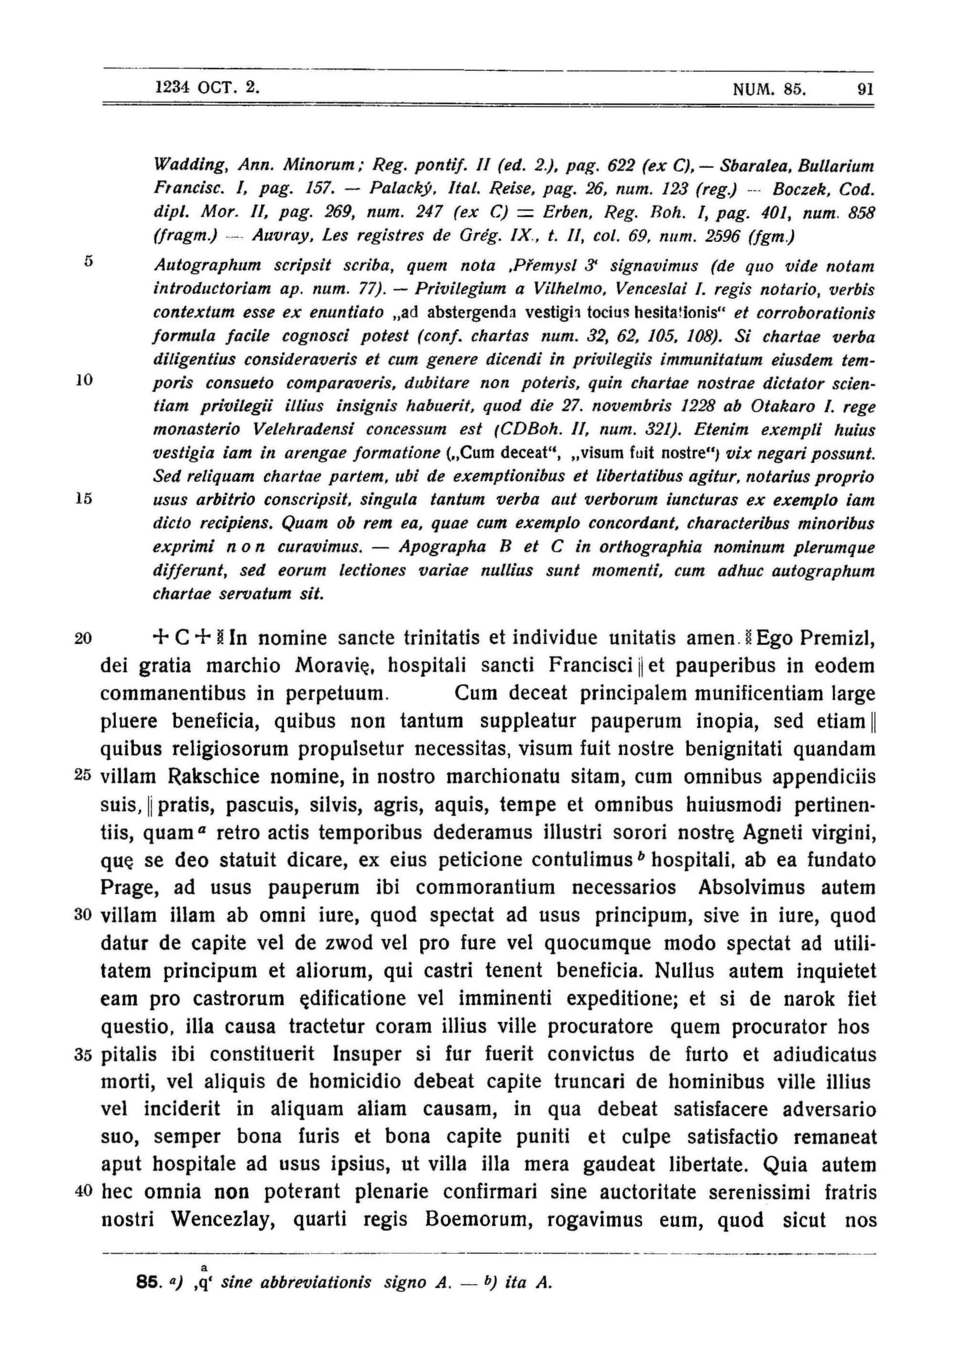 1234 OCT. 2. NUM. 85. 91
Wadding, Ann. Minorum; Reg. pontif. II (ed. 2.), pag. 622 (ex C), — Sbaralea, Bullarium
Francisc. I, pag. 157. — Palacký, Ital. Reise, pag. 26, num. 123 (reg.) — Boczek, Cod.
dipl. Mor. II, pag. 269, num. 247 (ex C) = Erben, Reg. Boh. I, pag. 401, num. 858
(fragm.) — Auvray, Les registres de Grég. IX., t. II, col. 69, num. 2596 (fgm.)
5 Autographum scripsit scriba, quem nota ‚Přemysl 3‘ signavimus (de quo vide notam
introductoriam ap. num. 77). — Privilegium a Vilhelmo, Venceslai I. regis notario, verbis
contextum esse ex enuntiato „ad abstergenda vestigia tocius hesitationis“ et corroborationis
formula facile cognosci potest (conf. chartas num. 32, 62, 105, 108). Si chartae verba
diligentius consideraveris et cum genere dicendi in privilegiis immunitatum eiusdem tem-
10 poris consueto comparaveris, dubitare non poteris, quin chartae nostrae dictator scien-
tiam privilegii illius insignis habuerit, quod die 27. novembris 1228 ab Otakaro I. rege
monasterio Velehradensi concessum est (CDBoh. II, num. 321). Etenim exempli huius
vestigia iam in arengae formatione („Cum deceat“, „visum fuit nostre“) vix negari possunt.
Sed reliquam chartae partem, ubi de exemptionibus et libertatibus agitur, notarius proprio
15 usus arbitrio conscripsit, singula tantum verba aut verborum iuncturas ex exemplo iam
dicto recipiens. Quam ob rem ea, quae cum exemplo concordant, characteribus minoribus
exprimi non curavimus. — Apographa B et C in orthographia nominum plerumque
differunt, sed eorum lectiones variae nullius sunt momenti, cum adhuc autographum
chartae servatum sit.
20 + C + ⁞⁞ In nomine sancte trinitatis et individue unitatis amen. ⁞⁞ Ego Premizl,
dei gratia marchio Moravię, hospitali sancti Francisci || et pauperibus in eodem
commanentibus in perpetuum. Cum deceat principalem munificentiam large
pluere beneficia, quibus non tantum suppleatur pauperum inopia, sed etiam ||
quibus religiosorum propulsetur necessitas, visum fuit nostre benignitati quandam
25 villam Rakschice nomine, in nostro marchionatu sitam, cum omnibus appendiciis
suis, || pratis, pascuis, silvis, agris, aquis, tempe et omnibus huiusmodi pertinen-
tiis, quam ᵃ retro actis temporibus dederamus illustri sorori nostrę Agneti virgini,
quę se deo statuit dicare, ex eius peticione contulimus ᵇ hospitali, ab ea fundato
Prage, ad usus pauperum ibi commorantium necessarios Absolvimus autem
30 villam illam ab omni iure, quod spectat ad usus principum, sive in iure, quod
datur de capite vel de zwod vel pro fure vel quocumque modo spectat ad utili-
tatem principum et aliorum, qui castri tenent beneficia. Nullus autem inquietet
eam pro castrorum ędificatione vel imminenti expeditione; et si de narok fiet
questio, illa causa tractetur coram illius ville procuratore quem procurator hos
35 pitalis ibi constituerit Insuper si fur fuerit convictus de furto et adiudicatus
morti, vel aliquis de homicidio debeat capite truncari de hominibus ville illius
vel inciderit in aliquam aliam causam, in qua debeat satisfacere adversario
suo, semper bona furis et bona capite puniti et culpe satisfactio remaneat
aput hospitale ad usus ipsius, ut villa illa mera gaudeat libertate. Quia autem
40 hec omnia non poterant plenarie confirmari sine auctoritate serenissimi fratris
nostri Wencezlay, quarti regis Boemorum, rogavimus eum, quod sicut nos
85. a) ‚qᵃ‘ sine abbreviationis signo A. — b) ita A.